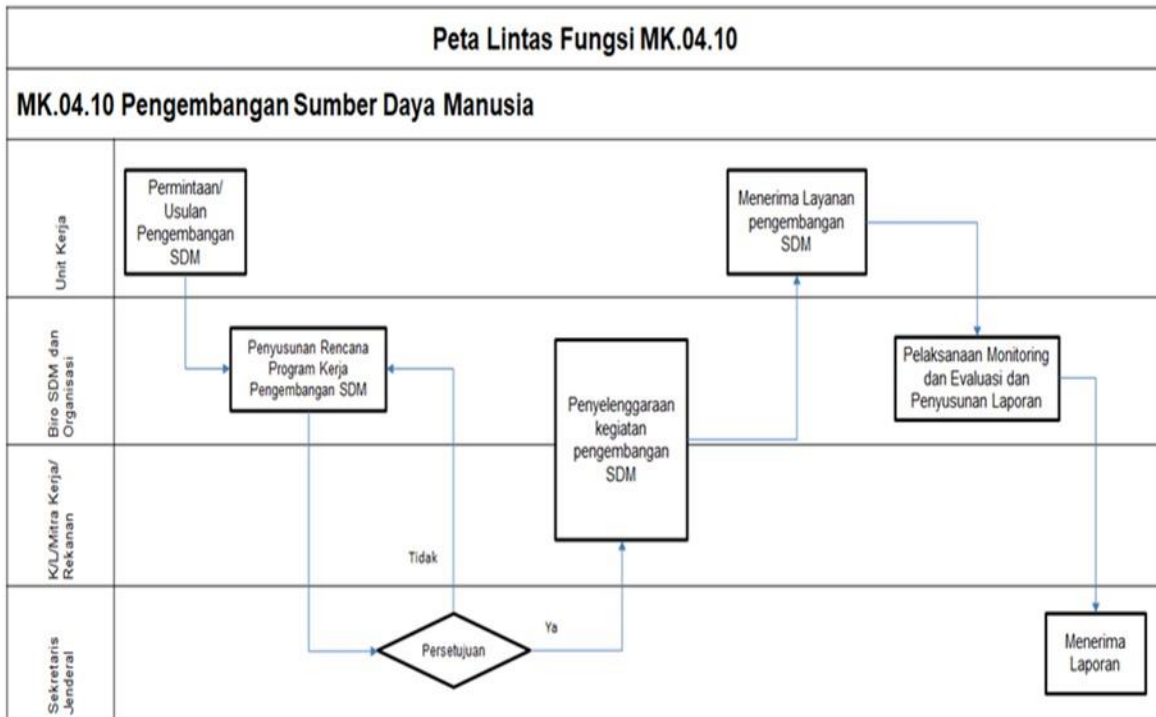 Peta Lintas Fungsi MK.04.10
MK.04.10 Pengembangan Sumber Daya Manusia
Unit Kerja
Permintaan/
Usulan
Pengembangan
SDM
Menerima Layanan
pengembangan
SDM
Biro SDM dan
Organisasi
Penyusunan Rencana
Program Kerja
Pengembangan SDM
Penyelenggaraan
kegiatan
pengembangan
SDM
Pelaksanaan Monitoring
dan Evaluasi dan
Penyusunan Laporan
K/L/Mitra Kerja/
Rekanan
Tidak
Sekretaris
Jenderal
Persetujuan
Ya
Menerima
Laporan